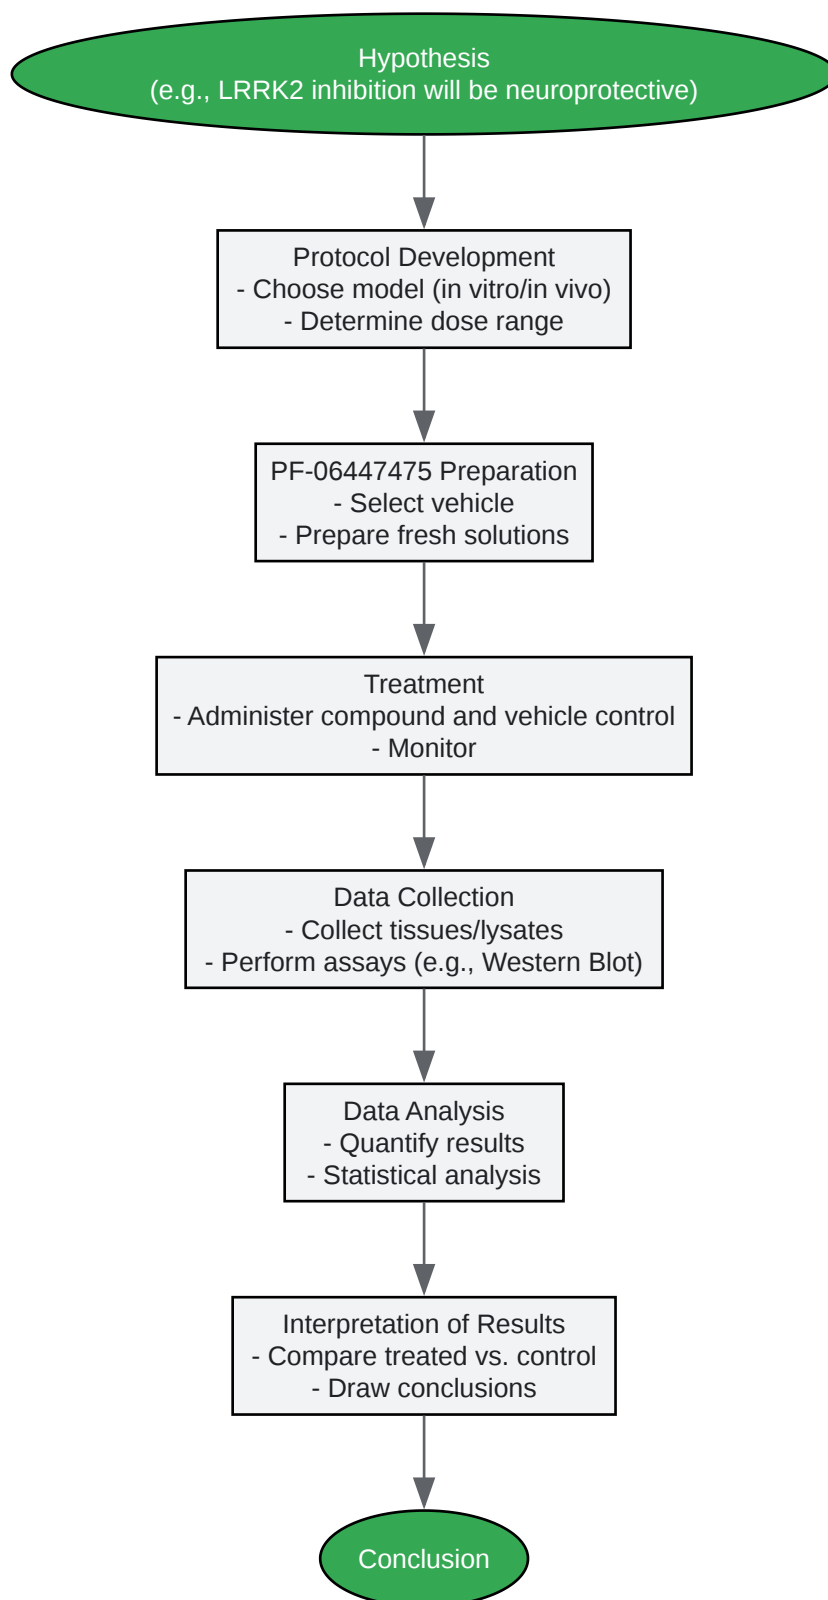 Hypothesis
(e.g., LRRK2 inhibition will be neuroprotective)
Protocol Development
- Choose model (in vitro/in vivo)
- Determine dose range
PF-06447475 Preparation
- Select vehicle
- Prepare fresh solutions
Treatment
- Administer compound and vehicle control
- Monitor
Data Collection
- Collect tissues/lysates
- Perform assays (e.g., Western Blot)
Data Analysis
- Quantify results
- Statistical analysis
Interpretation of Results
- Compare treated vs. control
- Draw conclusions
Conclusion